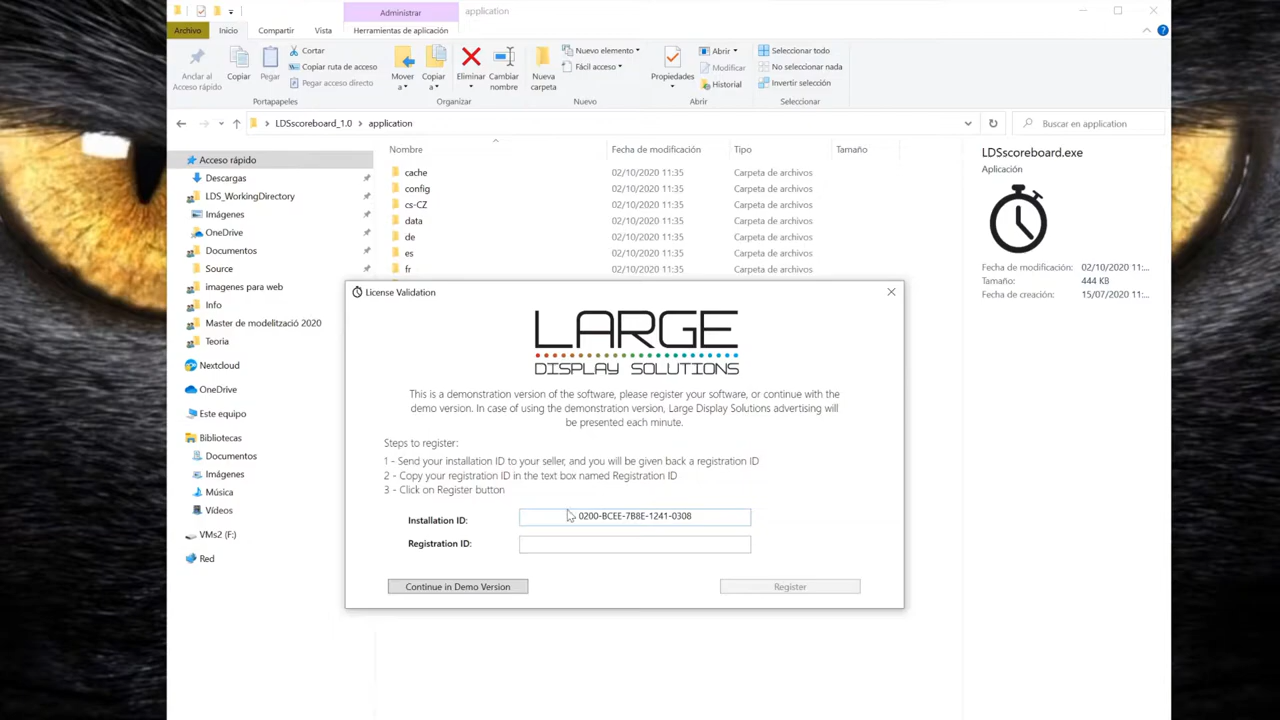 Administrar
application
Archivo
Inicio
Compartir
Vista
Herramientas de aplicación
?
Anclar al
Acceso rápido
Copiar
Pegar
Cortar
Copiar ruta de acceso
Pegar acceso directo
Mover
a
Copiar
a
Eliminar
Cambiar
nombre
Nueva
carpeta
Nuevo elemento
Fácil acceso
Propiedades
Abrir
Modificar
Historial
Seleccionar todo
No seleccionar nada
Invertir selección
Portapapeles
Organizar
Nuevo
Abrir
Seleccionar
LDSscoreboard_1.0
application
Buscar en application
Acceso rápido
Descargas
LDS_WorkingDirectory
Imágenes
OneDrive
Documentos
Source
imagenes para web
Info
Master de modelització 2020
Teoria
Nextcloud
OneDrive
Este equipo
Bibliotecas
Documentos
Imágenes
Música
Vídeos
VMs2 (F:)
Red
Nombre
Fecha de modificación
Tipo
Tamaño
cache 02/10/2020 11:35 Carpeta de archivos
config 02/10/2020 11:35 Carpeta de archivos
cs-CZ 02/10/2020 11:35 Carpeta de archivos
data 02/10/2020 11:35 Carpeta de archivos
de 02/10/2020 11:35 Carpeta de archivos
es 02/10/2020 11:35 Carpeta de archivos
fr 02/10/2020 11:35 Carpeta de archivos
LDSscoreboard.exe
Aplicación
Fecha de modificación: 02/10/2020 11:...
Tamaño: 444 KB
Fecha de creación: 15/07/2020 11:...
License Validation
LARGE
DISPLAY SOLUTIONS
This is a demonstration version of the software, please register your software, or continue with the
demo version. In case of using the demonstration version, Large Display Solutions advertising will
be presented each minute.
Steps to register:
1 - Send your installation ID to your seller, and you will be given back a registration ID
2 - Copy your registration ID in the text box named Registration ID
3 - Click on Register button
Installation ID: 0200-BCEE-7B8E-1241-0308
Registration ID:
Continue in Demo Version
Register